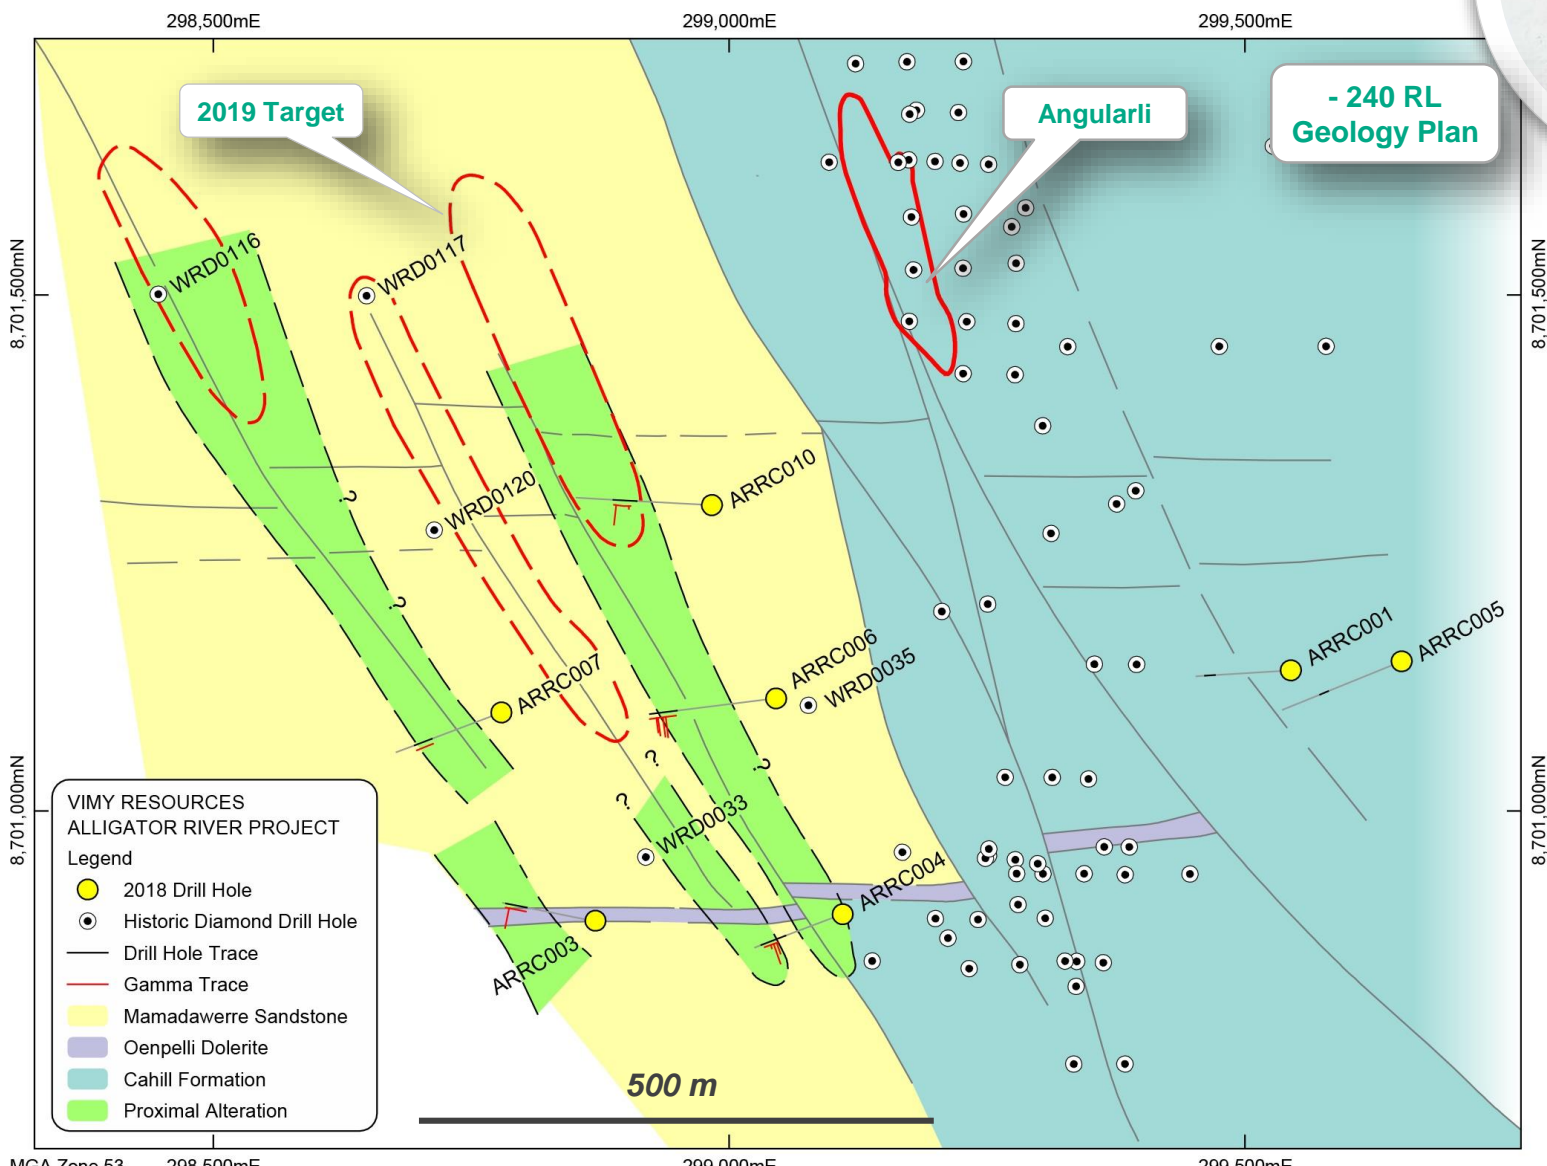 298,500mE
299,000mE
299,500mE
2019 Target
Angularli
- 240 RL
Geology Plan
8,701,500mN
8,701,500mN
WRD0116
WRD0117
?
WRD0120
ARRC010
?
ARRC007
ARRC006
WRD0035
ARRC001
ARRC005
?
?
?
WRD0033
ARRC004
ARRC003
8,701,000mN
8,701,000mN
VIMY RESOURCES
ALLIGATOR RIVER PROJECT
Legend
2018 Drill Hole
Historic Diamond Drill Hole
Drill Hole Trace
Gamma Trace
Mamadawerre Sandstone
Oenpelli Dolerite
Cahill Formation
Proximal Alteration
500 m
MGA Zone 53
298,500mE
299,000mE
299,500mE